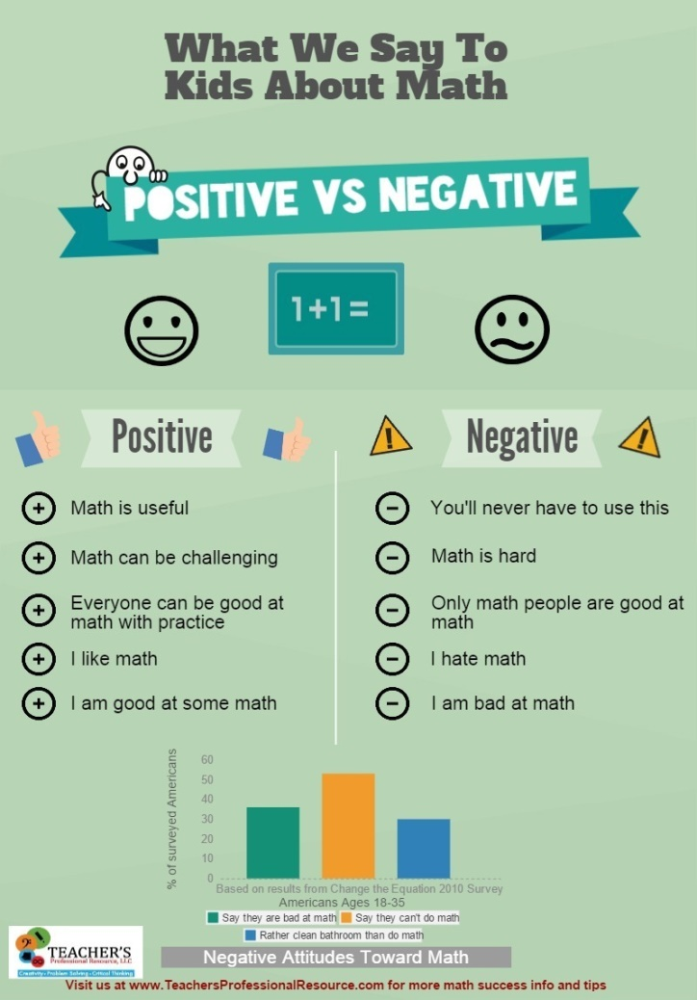 What We Say To
Kids About Math
POSITIVE VS NEGATIVE
1+1=
Positive
Math is useful
Math can be challenging
Everyone can be good at
math with practice
I like math
I am good at some math
Negative
You'll never have to use this
Math is hard
Only math people are good at
math
I hate math
I am bad at math
% of surveyed Americans
60
50
40
30
20
10
0
Based on results from Change the Equation 2010 Survey
Americans Ages 18-35
Say they are bad at math
Say they can't do math
Rather clean bathroom than do math
Negative Attitudes Toward Math
TEACHER'S
Professional Resource, LLC
Creativity • Problem Solving • Critical Thinking
Visit us at www.TeachersProfessionalResource.com for more math success info and tips